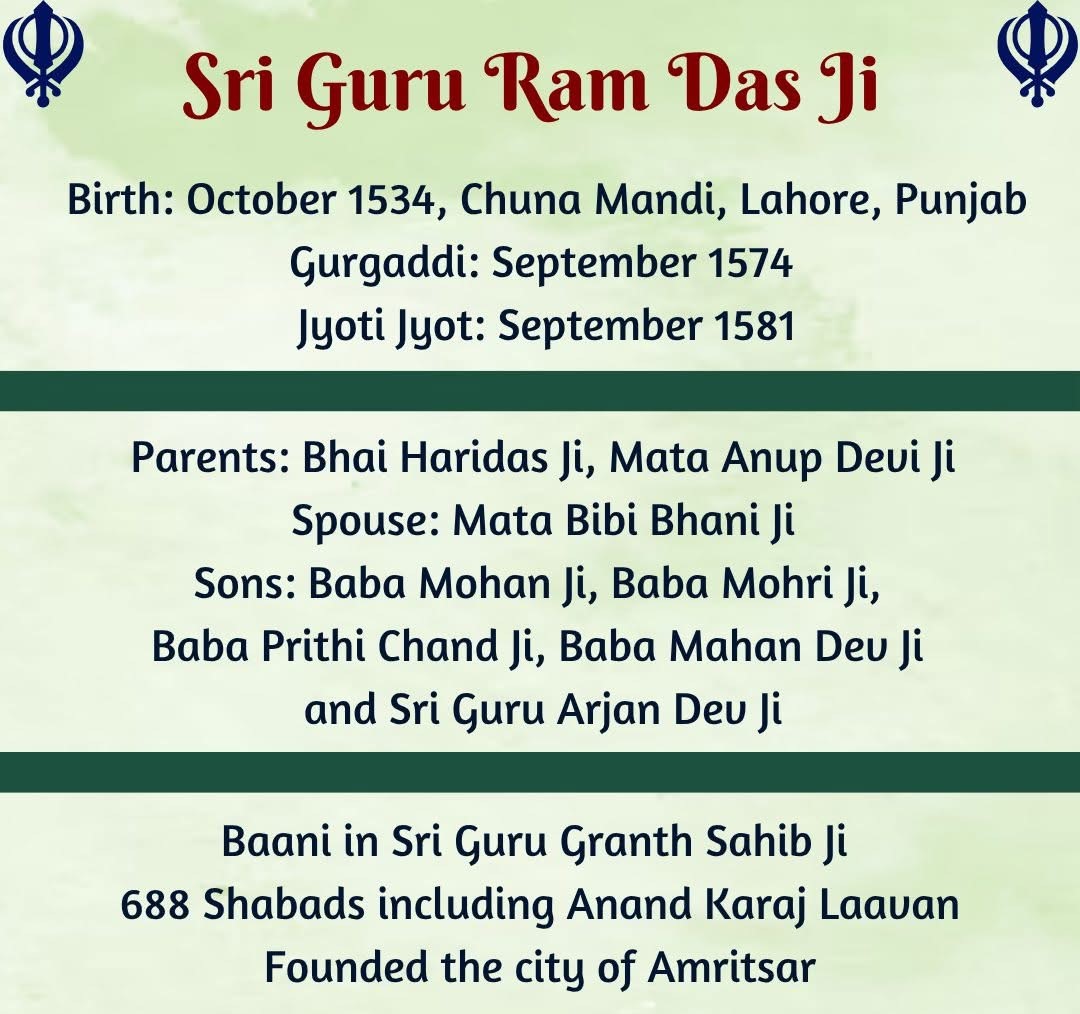 Sri Guru Ram Das Ji
Birth: October 1534, Chuna Mandi, Lahore, Punjab
Gurgaddi: September 1574
Jyoti Jyot: September 1581
Parents: Bhai Haridas Ji, Mata Anup Devi Ji
Spouse: Mata Bibi Bhani Ji
Sons: Baba Mohan Ji, Baba Mohri Ji,
Baba Prithi Chand Ji, Baba Mahan Dev Ji
and Sri Guru Arjan Dev Ji
Baani in Sri Guru Granth Sahib Ji
688 Shabads including Anand Karaj Laavan
Founded the city of Amritsar